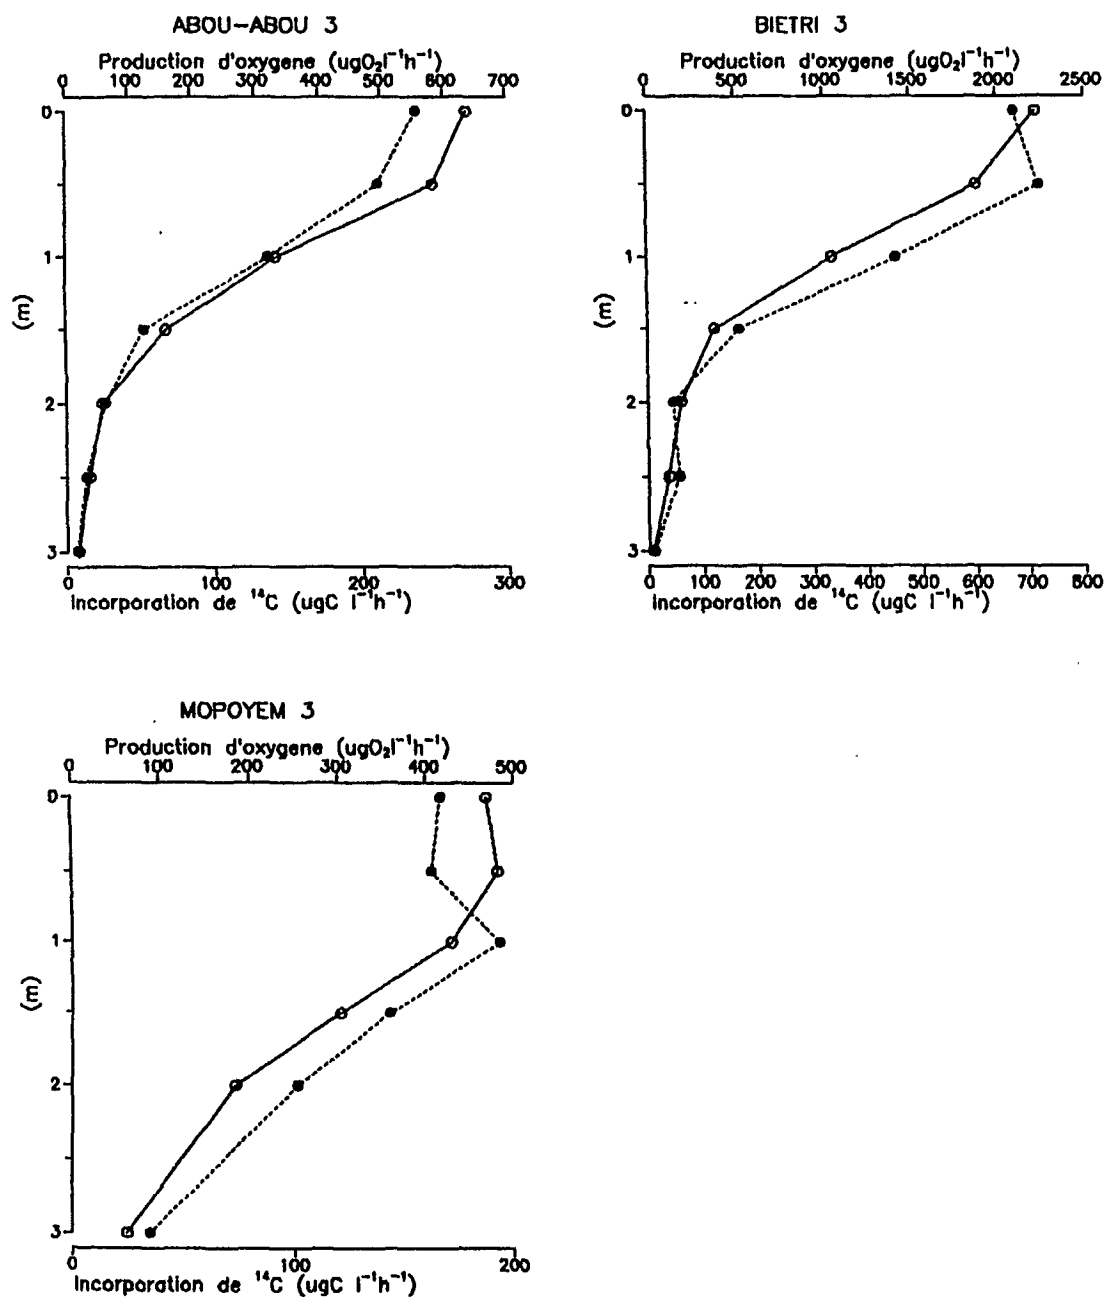 ABOU-ABOU 3
Production d'oxygene (ugO₂l⁻¹h⁻¹)
0 100 200 300 400 500 600 700
0
1
(m)
2
3
0 100 200 300
Incorporation de ¹⁴C (ugC l⁻¹h⁻¹)
BIETRI 3
Production d'oxygene (ugO₂l⁻¹h⁻¹)
0 500 1000 1500 2000 2500
0
1
(m)
2
3
0 100 200 300 400 500 600 700 800
Incorporation de ¹⁴C (ugC l⁻¹h⁻¹)
MOPOYEM 3
Production d'oxygene (ugO₂l⁻¹h⁻¹)
0 100 200 300 400 500
0
1
(m)
2
3
0 100 200
Incorporation de ¹⁴C (ugC l⁻¹h⁻¹)